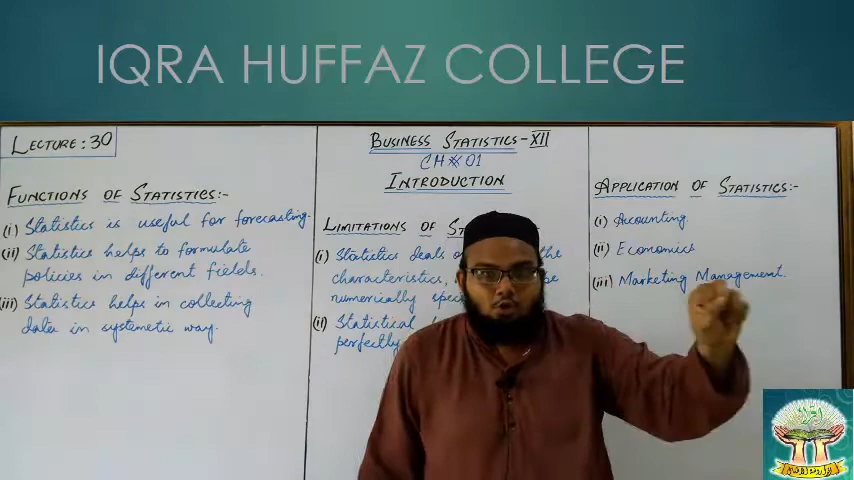 IQRA HUFFAZ COLLEGE
LECTURE: 30
FUNCTIONS OF STATISTICS:-
(i) Statistics is useful for forecasting.
(ii) Statistics helps to formulate
policies in different fields.
(iii) Statistics helps in collecting
data in systemetic way.
BUSINESS STATISTICS-XII
CH # 01
INTRODUCTION
LIMITATIONS OF
(i) Statistics deals the
characteristics,
numerically
(ii) Statistical
perfectly
APPLICATION OF STATISTICS:-
(i) Accounting.
(ii) Economics
(iii) Marketing Management.